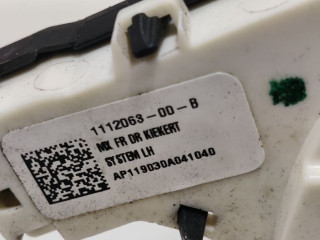 1112063-00-B
MX FR DR KIEKERT
SYSTEM LH
AP119030A041040